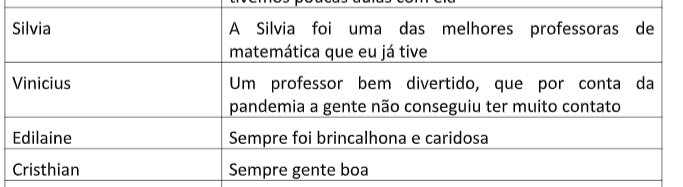 tivemos poucas aulas com ela
Silvia
A Silvia foi uma das melhores professoras de
matemática que eu já tive
Vinicius
Um professor bem divertido, que por conta da
pandemia a gente não conseguiu ter muito contato
Edilaine
Sempre foi brincalhona e caridosa
Cristhian
Sempre gente boa